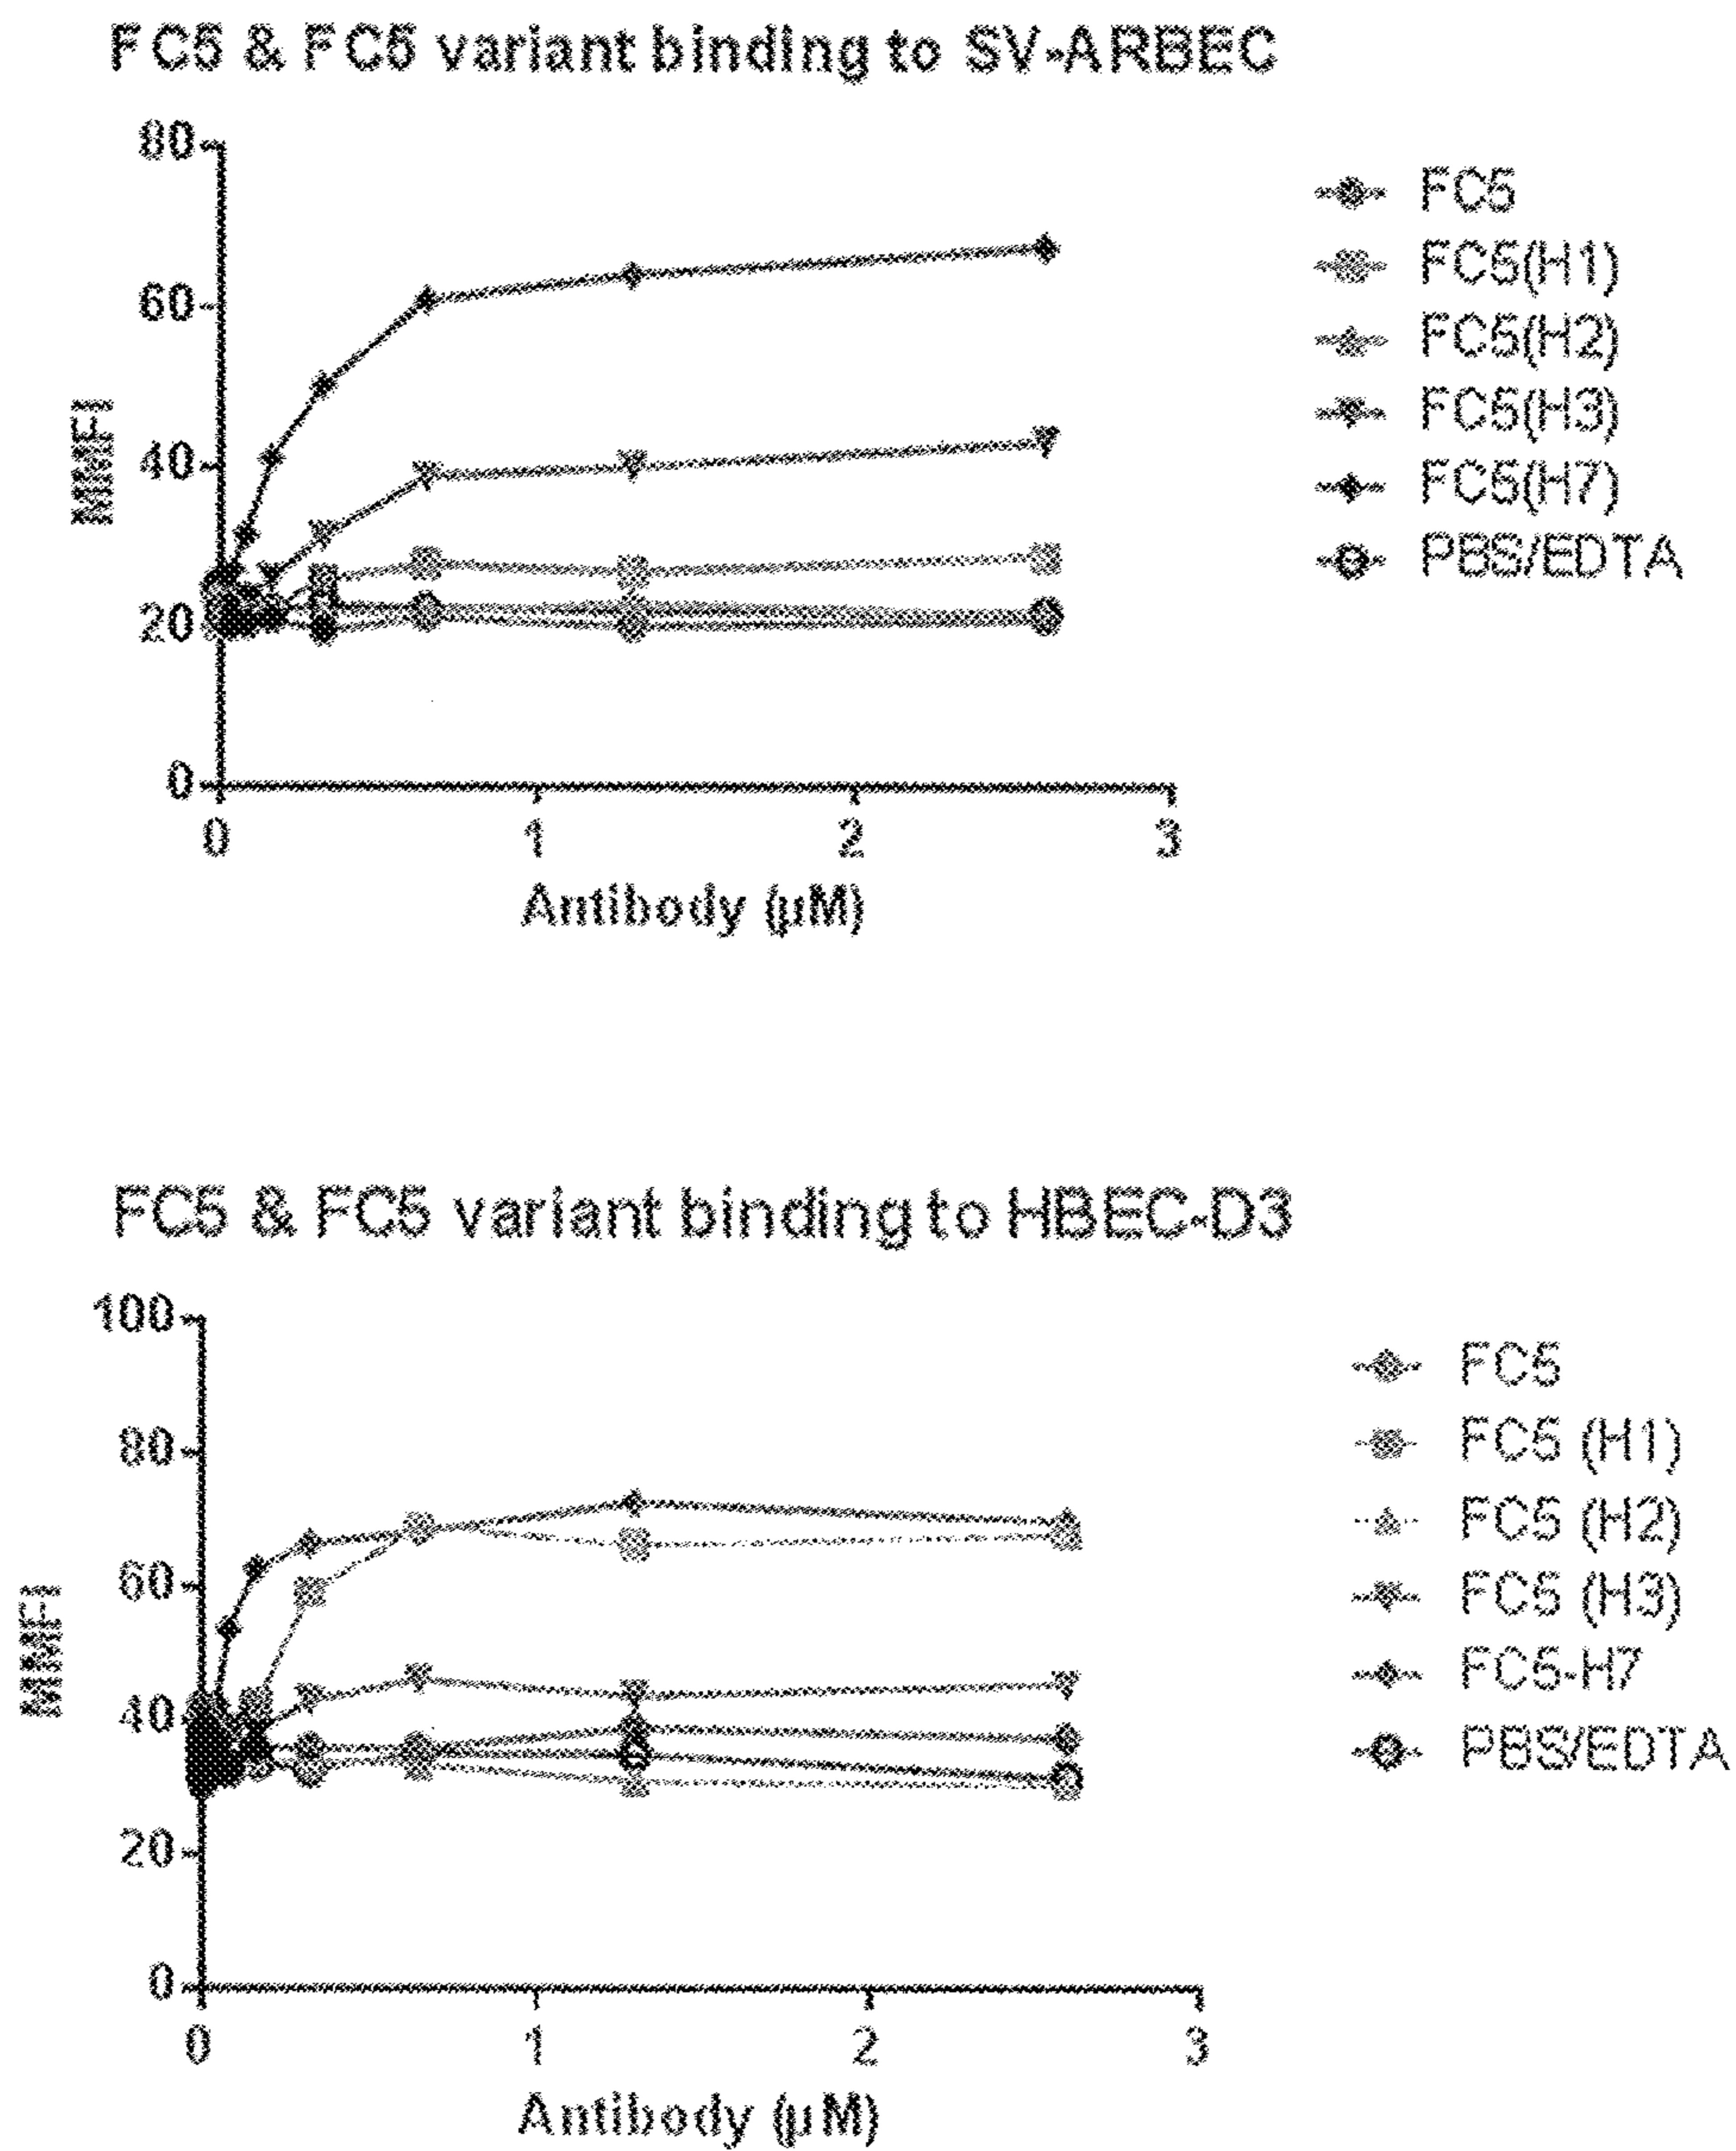 FC5 & FC5 variant binding to SV-ARBEC
80
60
40
20
0
MMFI
0 1 2 3
Antibody (µM)
FC5
FC5(H1)
FC5(H2)
FC5(H3)
FC5(H7)
PBS/EDTA
FC5 & FC5 variant binding to HBEC-D3
100
80
60
40
20
0
MMFI
0 1 2 3
Antibody (µM)
FC5
FC5 (H1)
FC5 (H2)
FC5 (H3)
FC5-H7
PBS/EDTA